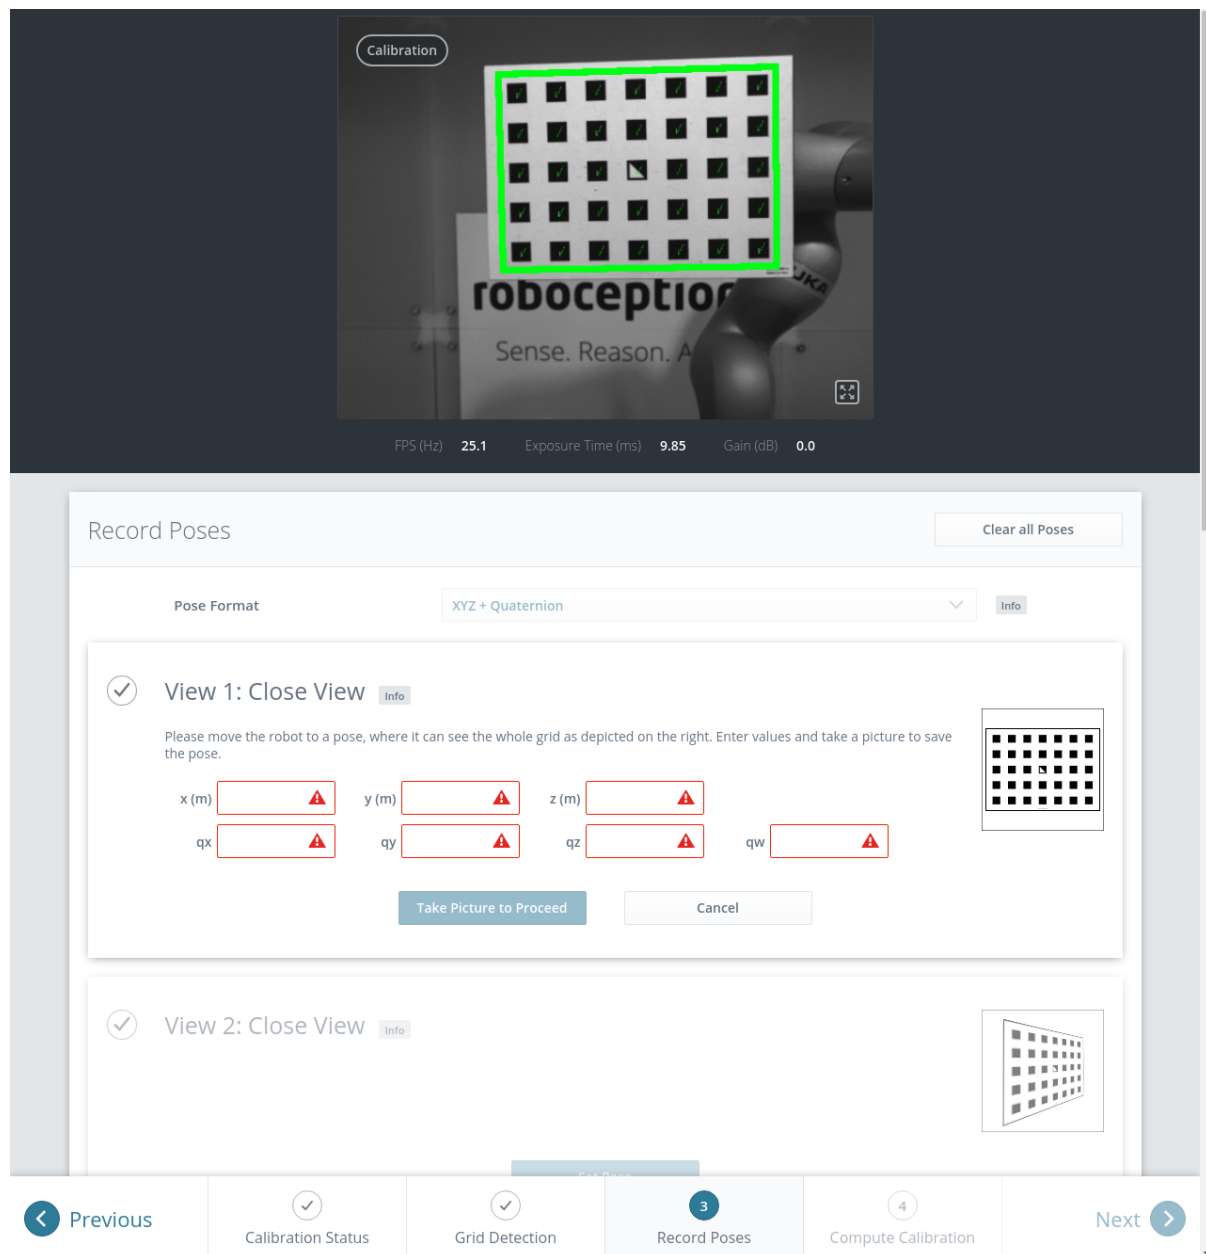 Calibration
roboception
KUKA
Sense. Reason. A
FPS (Hz) 25.1 Exposure Time (ms) 9.85 Gain (dB) 0.0
Record Poses
Clear all Poses
Pose Format
XYZ + Quaternion
Info
View 1: Close View
Info
Please move the robot to a pose, where it can see the whole grid as depicted on the right. Enter values and take a picture to save
the pose.
x (m) y (m) z (m)
qx qy qz qw
Take Picture to Proceed
Cancel
View 2: Close View
Info
Set Pose
Previous
Calibration Status
Grid Detection
3
Record Poses
4
Compute Calibration
Next